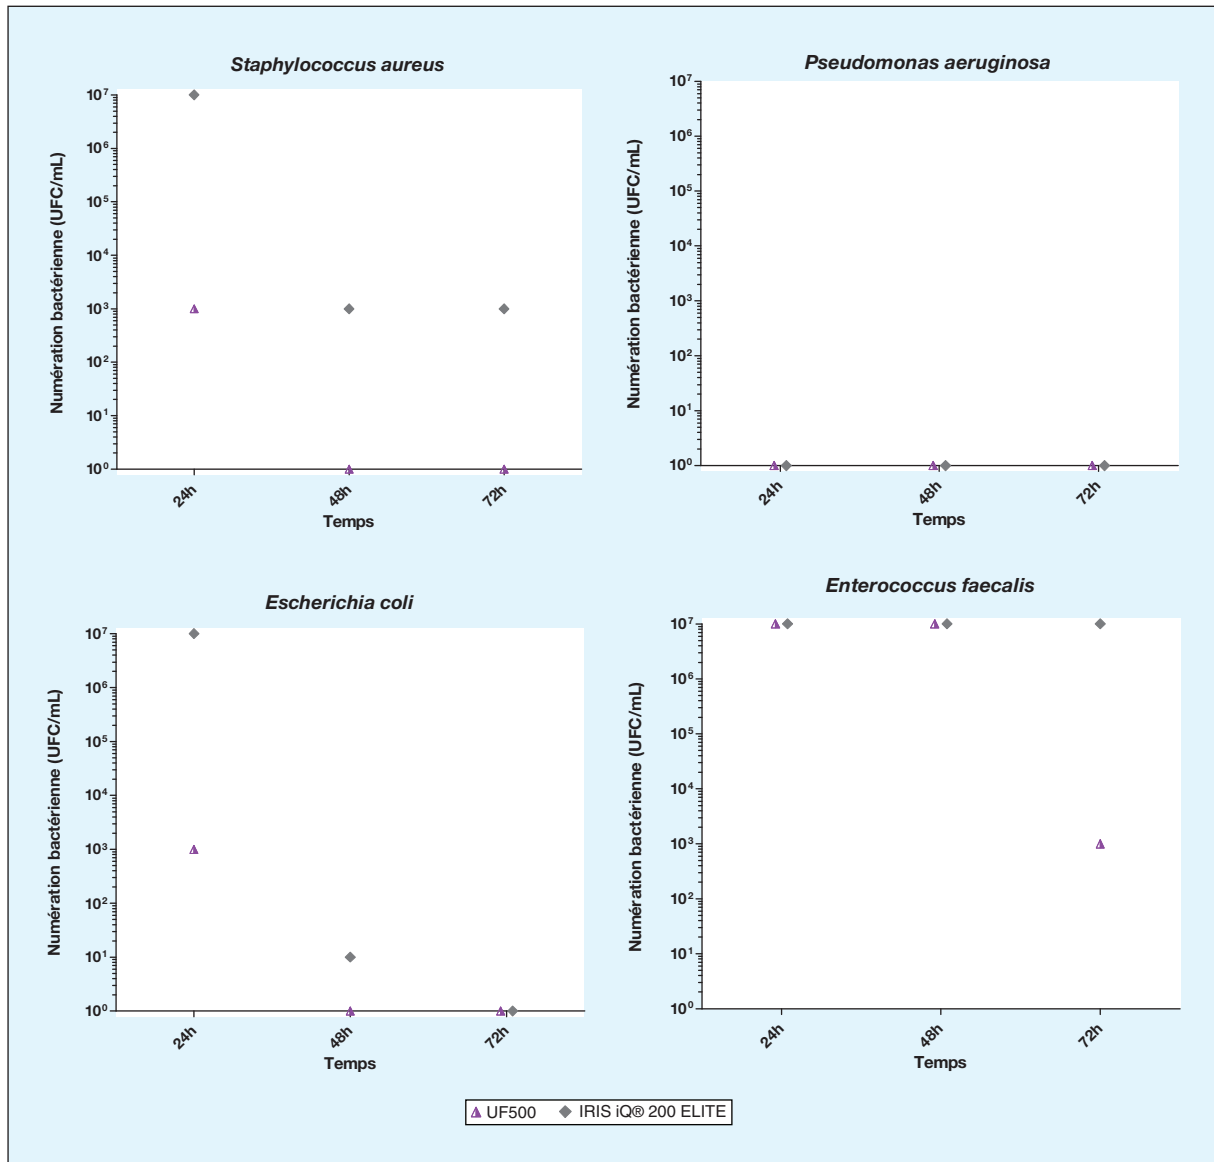 Staphylococcus aureus
Numération bactérienne (UFC/mL)
10⁷
10⁶
10⁵
10⁴
10³
10²
10¹
10⁰
24h
48h
72h
Temps
Pseudomonas aeruginosa
Numération bactérienne (UFC/mL)
10⁷
10⁶
10⁵
10⁴
10³
10²
10¹
10⁰
24h
48h
72h
Temps
Escherichia coli
Numération bactérienne (UFC/mL)
10⁷
10⁶
10⁵
10⁴
10³
10²
10¹
10⁰
24h
48h
72h
Temps
Enterococcus faecalis
Numération bactérienne (UFC/mL)
10⁷
10⁶
10⁵
10⁴
10³
10²
10¹
10⁰
24h
48h
72h
Temps
UF500 IRIS iQ® 200 ELITE